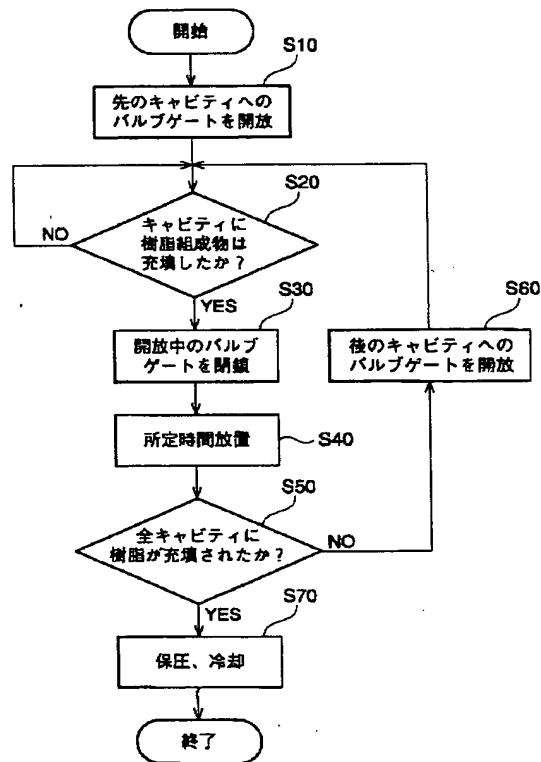 開始
S10
先のキャビティへの
バルブゲートを開放
S20
キャビティに
樹脂組成物は
充填したか？
NO
YES
S30
開放中のバルブ
ゲートを閉鎖
S60
後のキャビティへの
バルブゲートを開放
所定時間放置
S40
S50
全キャビティに
樹脂が充填されたか？
NO
YES
S70
保圧、冷却
終了